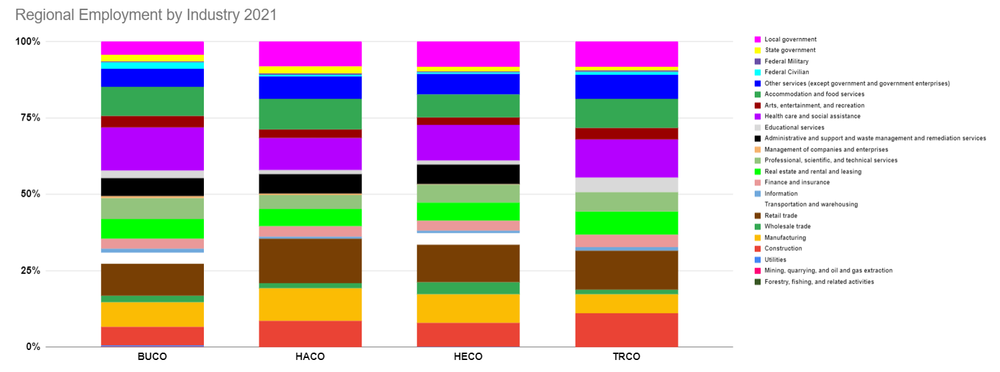 Regional Employment by Industry 2021
100%
75%
50%
25%
0%
BUCO
HACO
HECO
TRCO
Local government
State government
Federal Military
Federal Civilian
Other services (except government and government enterprises)
Accommodation and food services
Arts, entertainment, and recreation
Health care and social assistance
Educational services
Administrative and support and waste management and remediation services
Management of companies and enterprises
Professional, scientific, and technical services
Real estate and rental and leasing
Finance and insurance
Information
Transportation and warehousing
Retail trade
Wholesale trade
Manufacturing
Construction
Utilities
Mining, quarrying, and oil and gas extraction
Forestry, fishing, and related activities